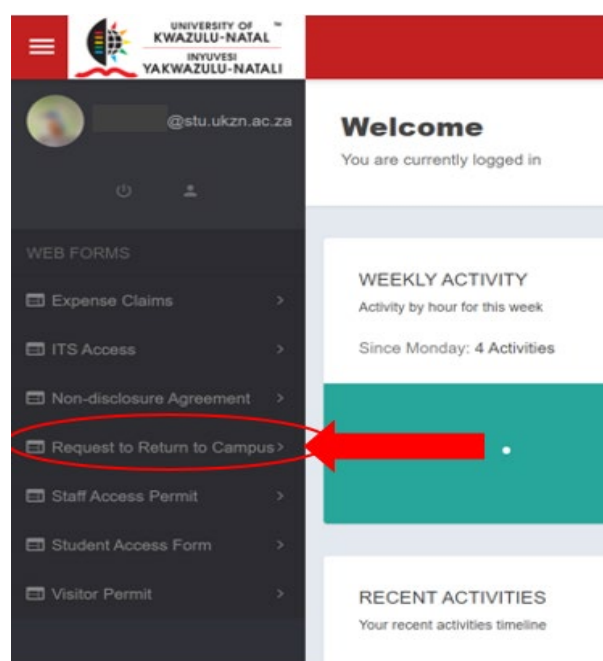 UNIVERSITY OF ™
KWAZULU-NATAL
INYUVESI
YAKWAZULU-NATALI
@stu.ukzn.ac.za
WEB FORMS
Expense Claims
ITS Access
Non-disclosure Agreement
Request to Return to Campus
Staff Access Permit
Student Access Form
Visitor Permit
Welcome
You are currently logged in
WEEKLY ACTIVITY
Activity by hour for this week
Since Monday: 4 Activities
RECENT ACTIVITIES
Your recent activities timeline